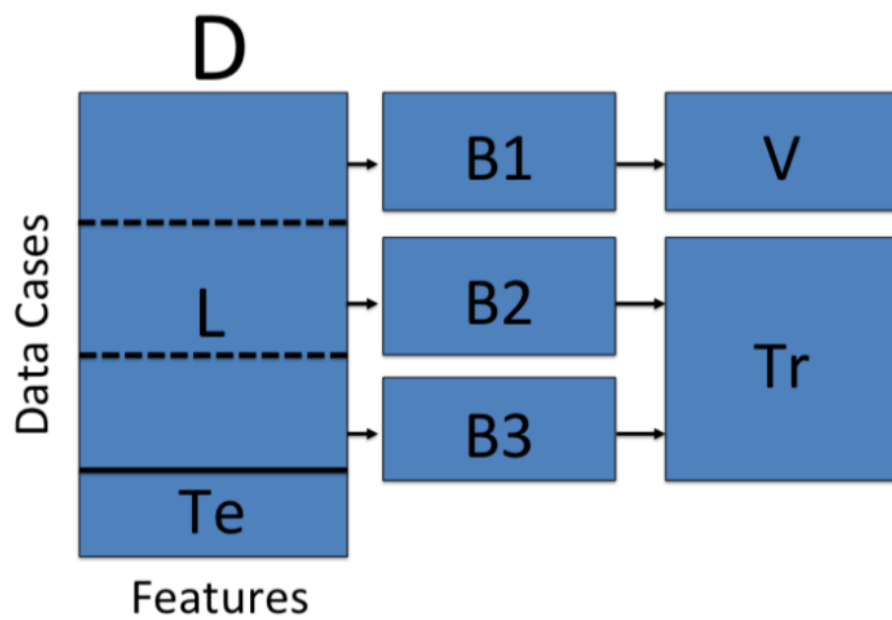 D
B1
V
Data Cases
L
B2
Tr
B3
Te
Features